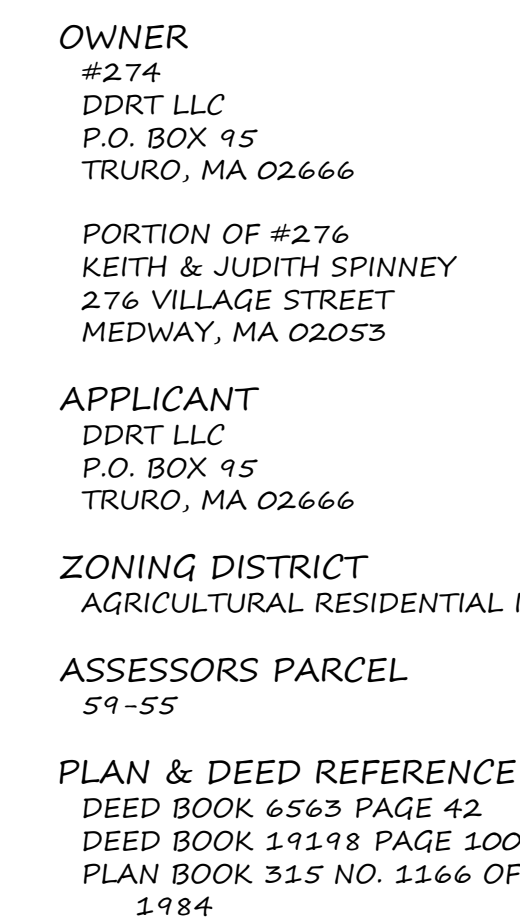 OWNER
#274
DDRT LLC
P.O. BOX 95
TRURO, MA 02666
PORTION OF #276
KEITH & JUDITH SPINNEY
276 VILLAGE STREET
MEDWAY, MA 02053
APPLICANT
DDRT LLC
P.O. BOX 95
TRURO, MA 02666
ZONING DISTRICT
AGRICULTURAL RESIDENTIAL
ASSESSORS PARCEL
59-55
PLAN & DEED REFERENCE
DEED BOOK 6563 PAGE 42
DEED BOOK 19198 PAGE 100
PLAN BOOK 315 NO. 1166 OF
1984